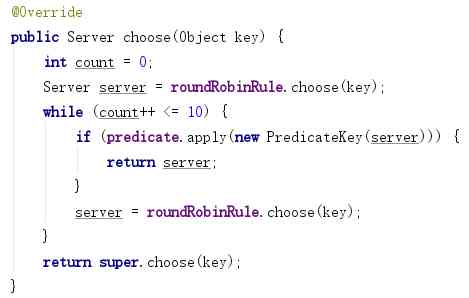 @Override
public Server choose(Object key) {
    int count = 0;
    Server server = roundRobinRule.choose(key);
    while (count++ <= 10) {
        if (predicate.apply(new PredicateKey(server))) {
            return server;
        }
        server = roundRobinRule.choose(key);
    }
    return super.choose(key);
}